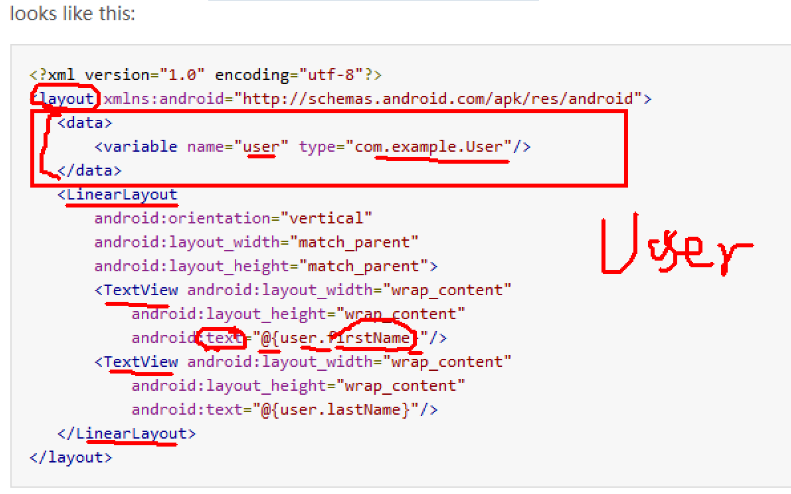 looks like this:
<?xml version="1.0" encoding="utf-8"?>
<layout xmlns:android="http://schemas.android.com/apk/res/android">
<data>
<variable name="user" type="com.example.User"/>
</data>
<LinearLayout
android:orientation="vertical"
android:layout_width="match_parent"
android:layout_height="match_parent">
User
<TextView android:layout_width="wrap_content"
android:layout_height="wrap_content"
android:text="@{user.firstName}"/>
<TextView android:layout_width="wrap_content"
android:layout_height="wrap_content"
android:text="@{user.lastName}"/>
</LinearLayout>
</layout>